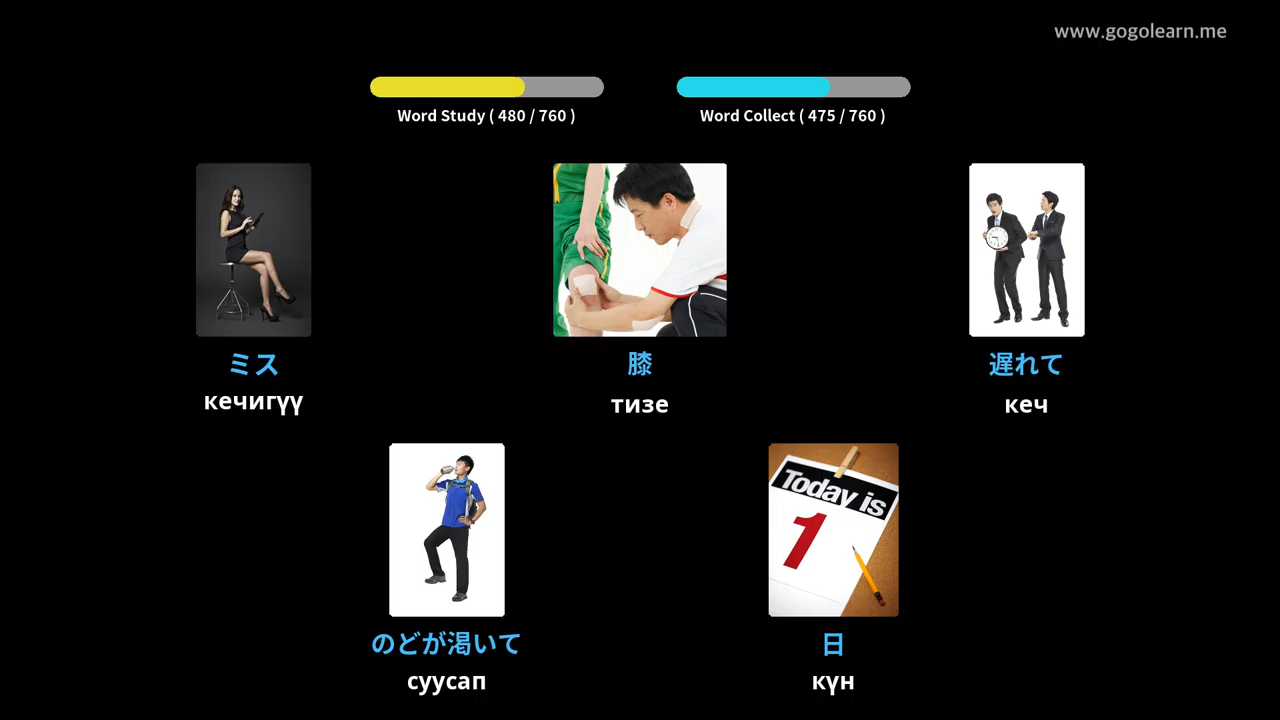 www.gogolearn.me
Word Study ( 480 / 760 )
Word Collect ( 475 / 760 )
ミス
кечигүү
膝
тизе
遅れて
кеч
のどが渇いて
суусап
Today is
1
日
күн